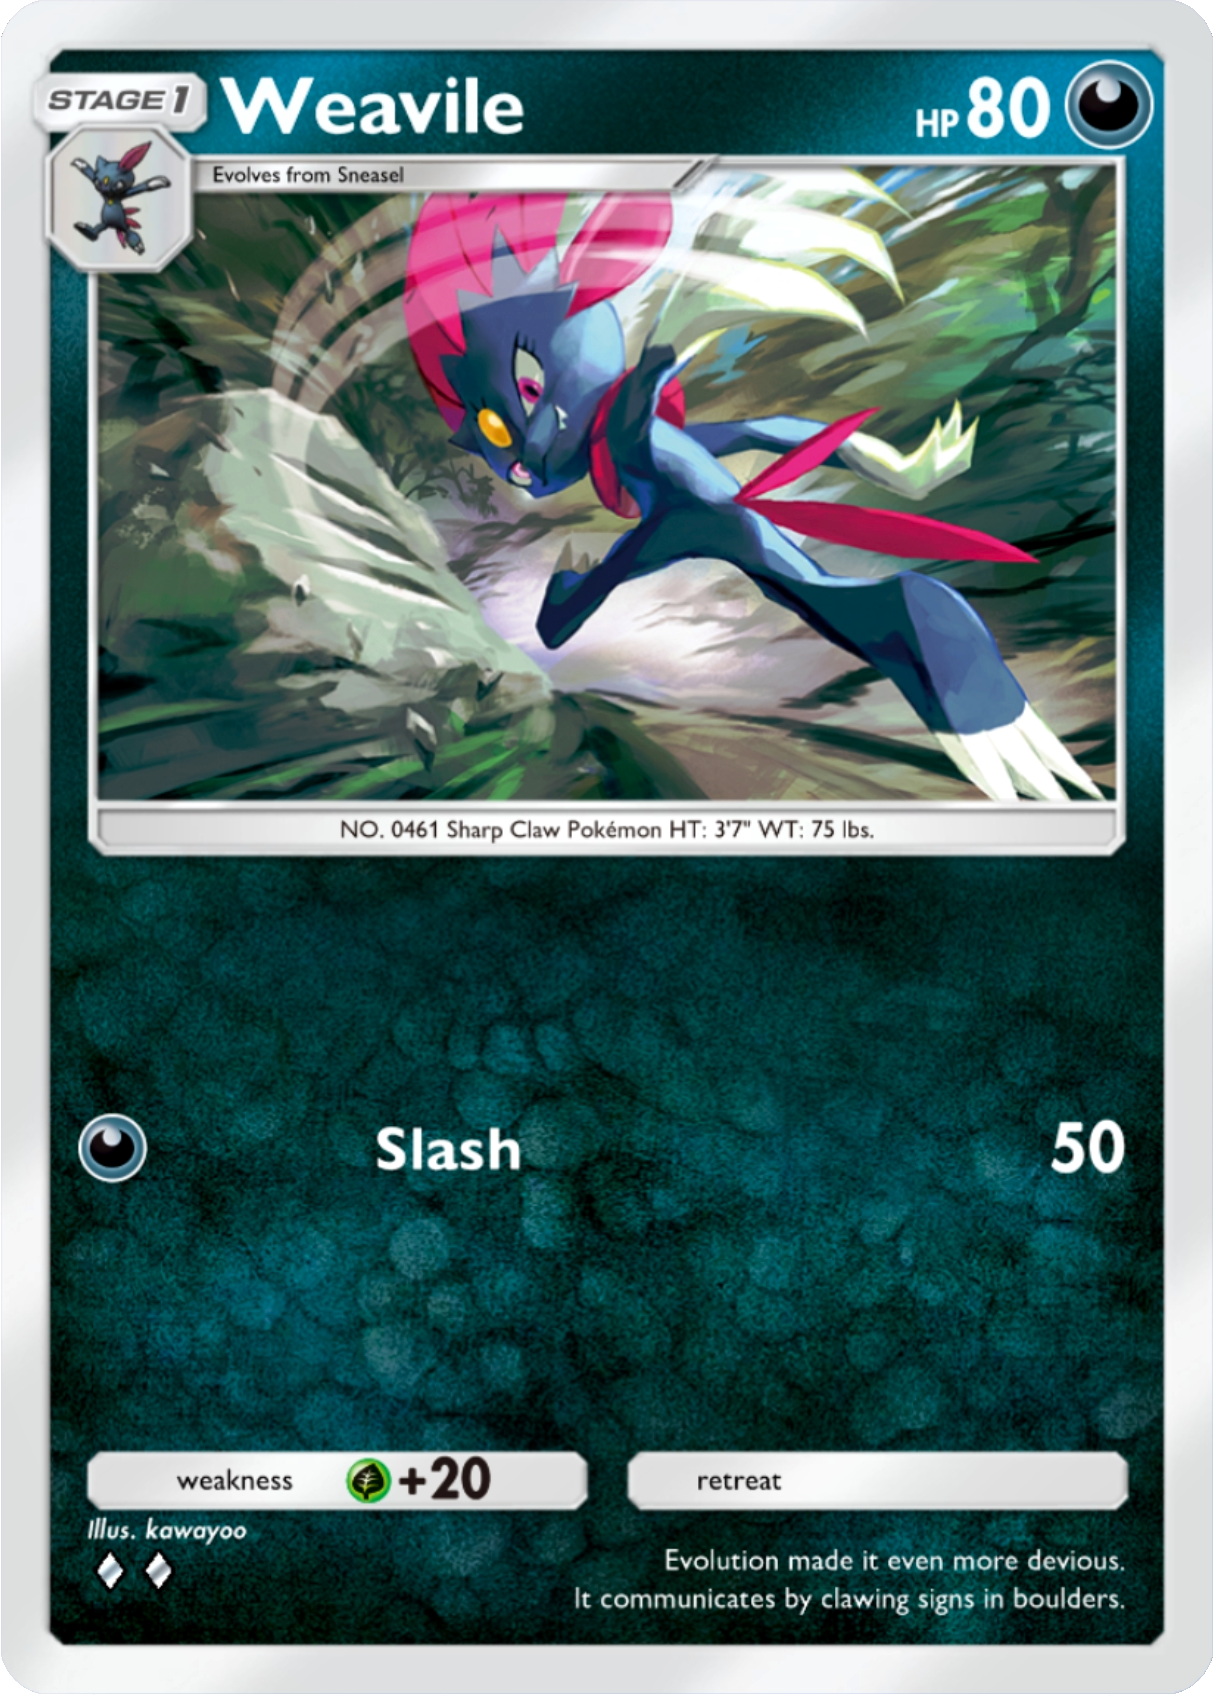 STAGE 1
Weavile
HP 80
Evolves from Sneasel
NO. 0461 Sharp Claw Pokémon HT: 3'7" WT: 75 lbs.
Slash 50
weakness +20
retreat
Illus. kawayoo
Evolution made it even more devious.
It communicates by clawing signs in boulders.